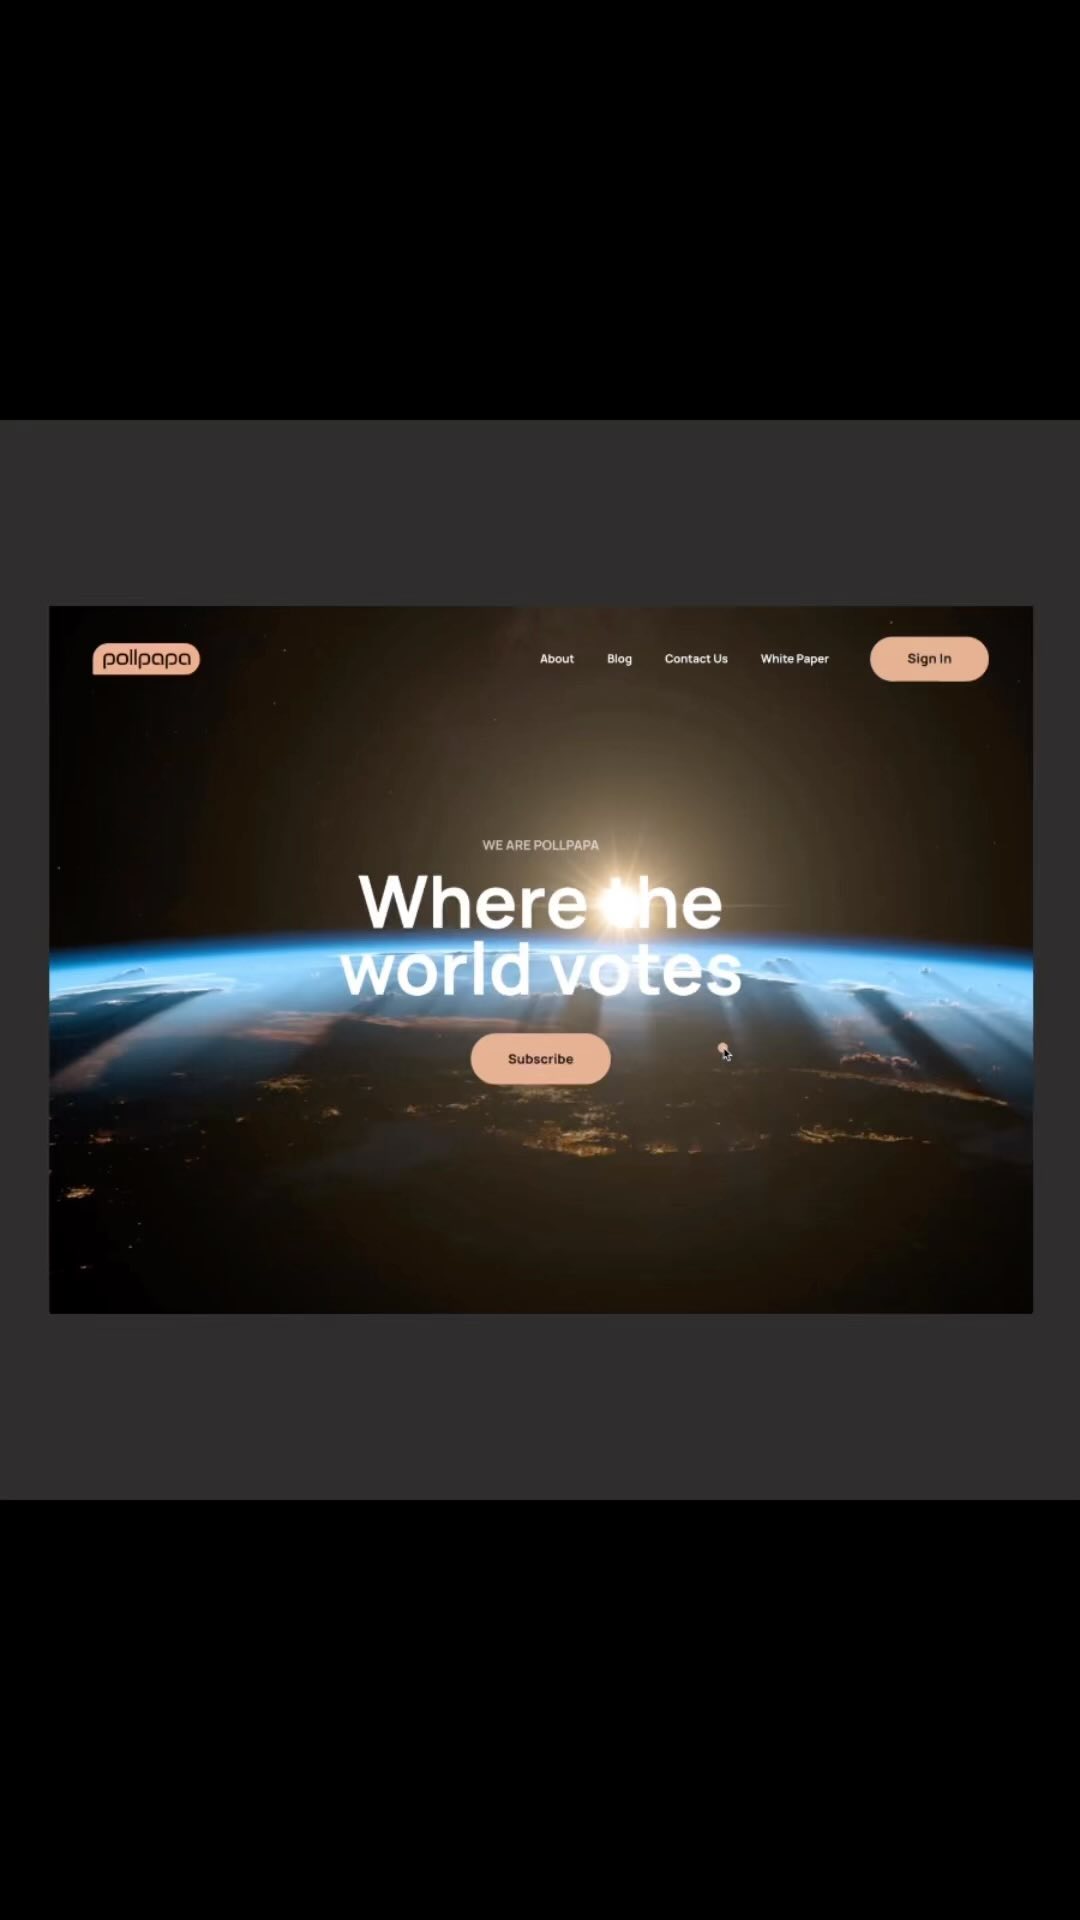 pollpapa
About Blog Contact Us White Paper Sign In
WE ARE POLLPAPA
Where the
world votes
Subscribe